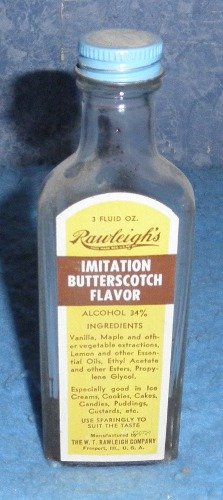 3 FLUID OZ.
Rawleigh's
IMITATION
BUTTERSCOTCH
FLAVOR
ALCOHOL 34%
INGREDIENTS
Vanilla, Maple and oth-
er vegetable extractions,
Lemon and other Essen-
tial Oils, Ethyl Acetate
and other Esters, Propy-
lene Glycol.
Especially good in Ice
Creams, Cookies, Cakes,
Candies, Puddings,
Custards, etc.
USE SPARINGLY TO
SUIT THE TASTE
Manufactured by
THE W. T. RAWLEIGH COMPANY
Freeport, Ill., U. S. A.